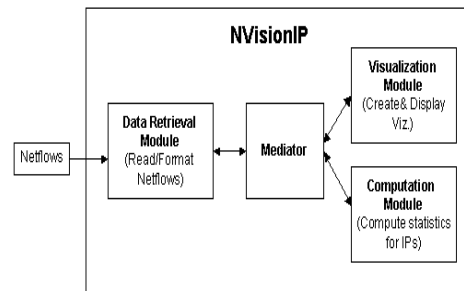 NVisionIP
Visualization
Module
(Create& Display
Viz.)
Data Retrieval
Module
(Read/Format
Netflows)
Mediator
Netflows
Computation
Module
(Compute statistics
for IPs)